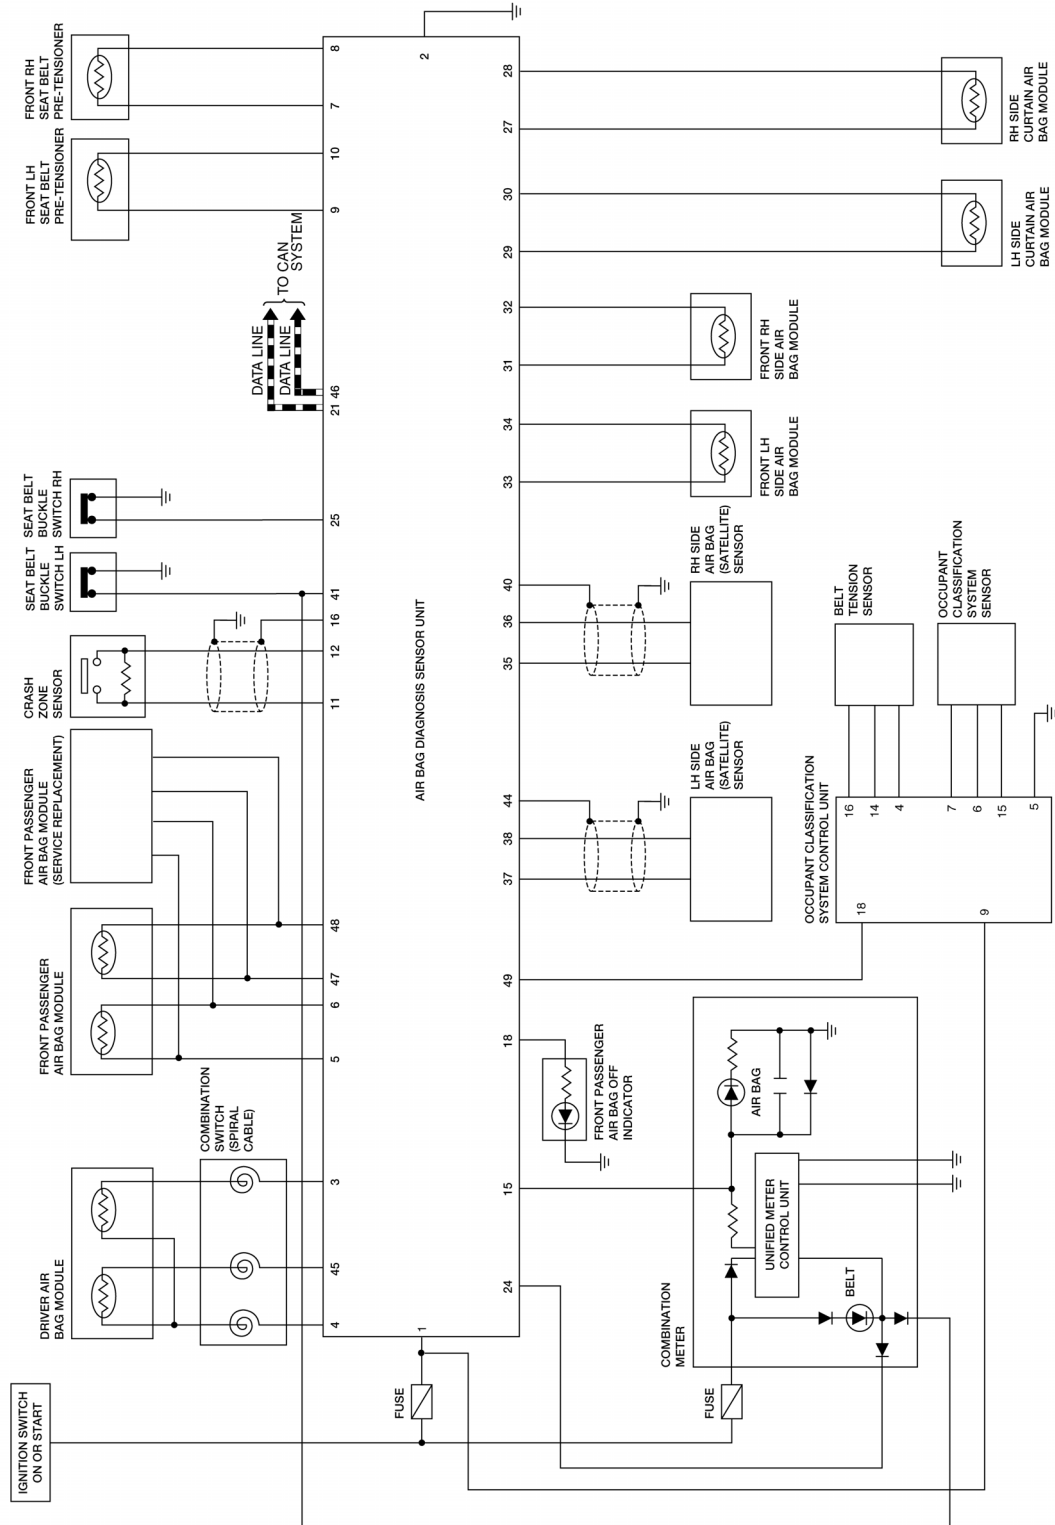 IGNITION SWITCH
ON OR START
DRIVER AIR
BAG MODULE
COMBINATION
SWITCH
(SPIRAL
CABLE)
FRONT PASSENGER
AIR BAG MODULE
FRONT PASSENGER
AIR BAG MODULE
(SERVICE REPLACEMENT)
CRASH
ZONE
SENSOR
SEAT BELT
BUCKLE
SWITCH LH
SEAT BELT
BUCKLE
SWITCH RH
DATA LINE
DATA LINE
TO CAN
SYSTEM
FRONT LH
SEAT BELT
PRE-TENSIONER
FRONT RH
SEAT BELT
PRE-TENSIONER
4
45
3
5
6
47
48
11
12
16
41
25
21
46
9
10
7
8
FUSE
1
AIR BAG DIAGNOSIS SENSOR UNIT
2
24
15
18
49
37
38
44
35
36
40
33
34
31
32
29
30
27
28
FRONT PASSENGER
AIR BAG OFF
INDICATOR
LH SIDE
AIR BAG
(SATELLITE)
SENSOR
RH SIDE
AIR BAG
(SATELLITE)
SENSOR
FRONT LH
SIDE AIR
BAG MODULE
FRONT RH
SIDE AIR
BAG MODULE
LH SIDE
CURTAIN AIR
BAG MODULE
RH SIDE
CURTAIN AIR
BAG MODULE
FUSE
COMBINATION
METER
UNIFIED METER
CONTROL UNIT
AIR BAG
BELT
OCCUPANT CLASSIFICATION
SYSTEM CONTROL UNIT
18
9
16
14
4
7
6
15
5
BELT
TENSION
SENSOR
OCCUPANT
CLASSIFICATION
SYSTEM
SENSOR